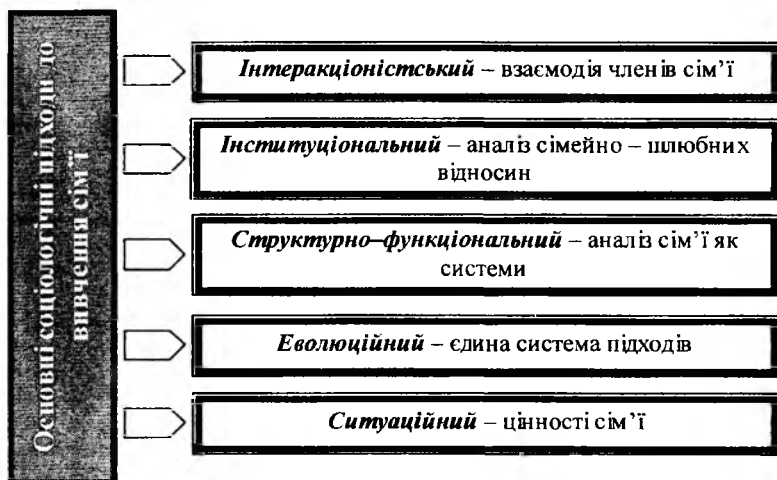 Основні соціологічні підходи до
вивчення сім’ї
Інтеракціоністський – взаємодія членів сім’ї
Інституціональний – аналіз сімейно – шлюбних
відносин
Структурно–функціональний – аналіз сім’ї як
системи
Еволюційний – єдина система підходів
Ситуаційний – цінності сім’ї